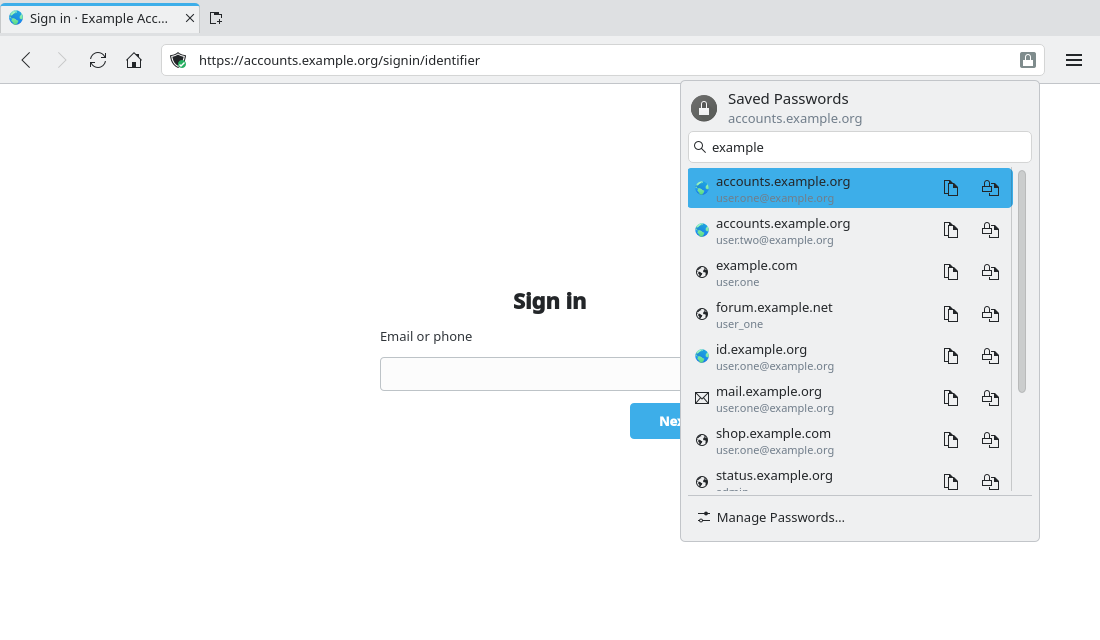 Sign in · Example Acc...
https://accounts.example.org/signin/identifier
Saved Passwords
accounts.example.org
example
accounts.example.org
user.one@example.org
accounts.example.org
user.two@example.org
example.com
user.one
forum.example.net
user_one
id.example.org
user.one@example.org
mail.example.org
user.one@example.org
shop.example.com
user.one@example.org
status.example.org
Manage Passwords...
Sign in
Email or phone